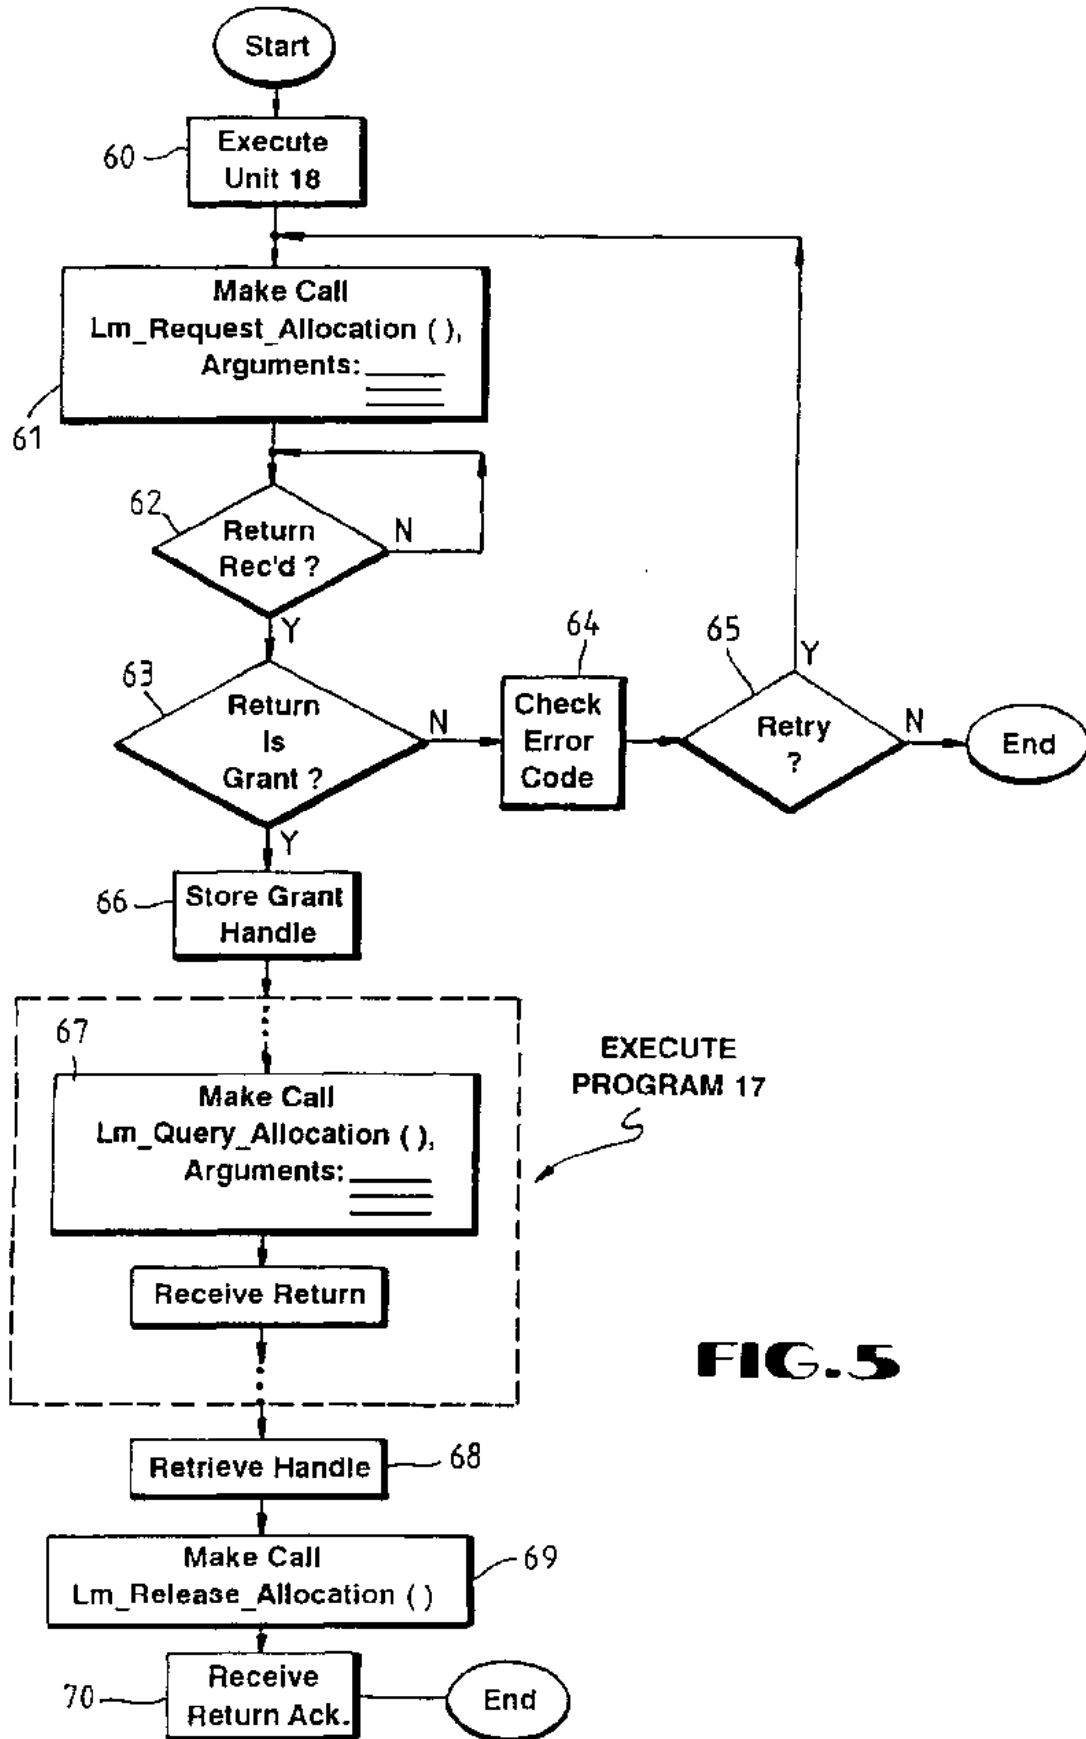 Start
60
Execute
Unit 18
Make Call
Lm_Request_Allocation ( ),
Arguments:
61
62
Return
Rec'd ?
N
Y
63
Return
Is
Grant ?
N
Y
64
Check
Error
Code
65
Retry
?
Y
N
End
66
Store Grant
Handle
67
Make Call
Lm_Query_Allocation ( ),
Arguments:
Receive Return
EXECUTE
PROGRAM 17
FIG.5
Retrieve Handle
68
Make Call
Lm_Release_Allocation ( )
69
70
Receive
Return Ack.
End